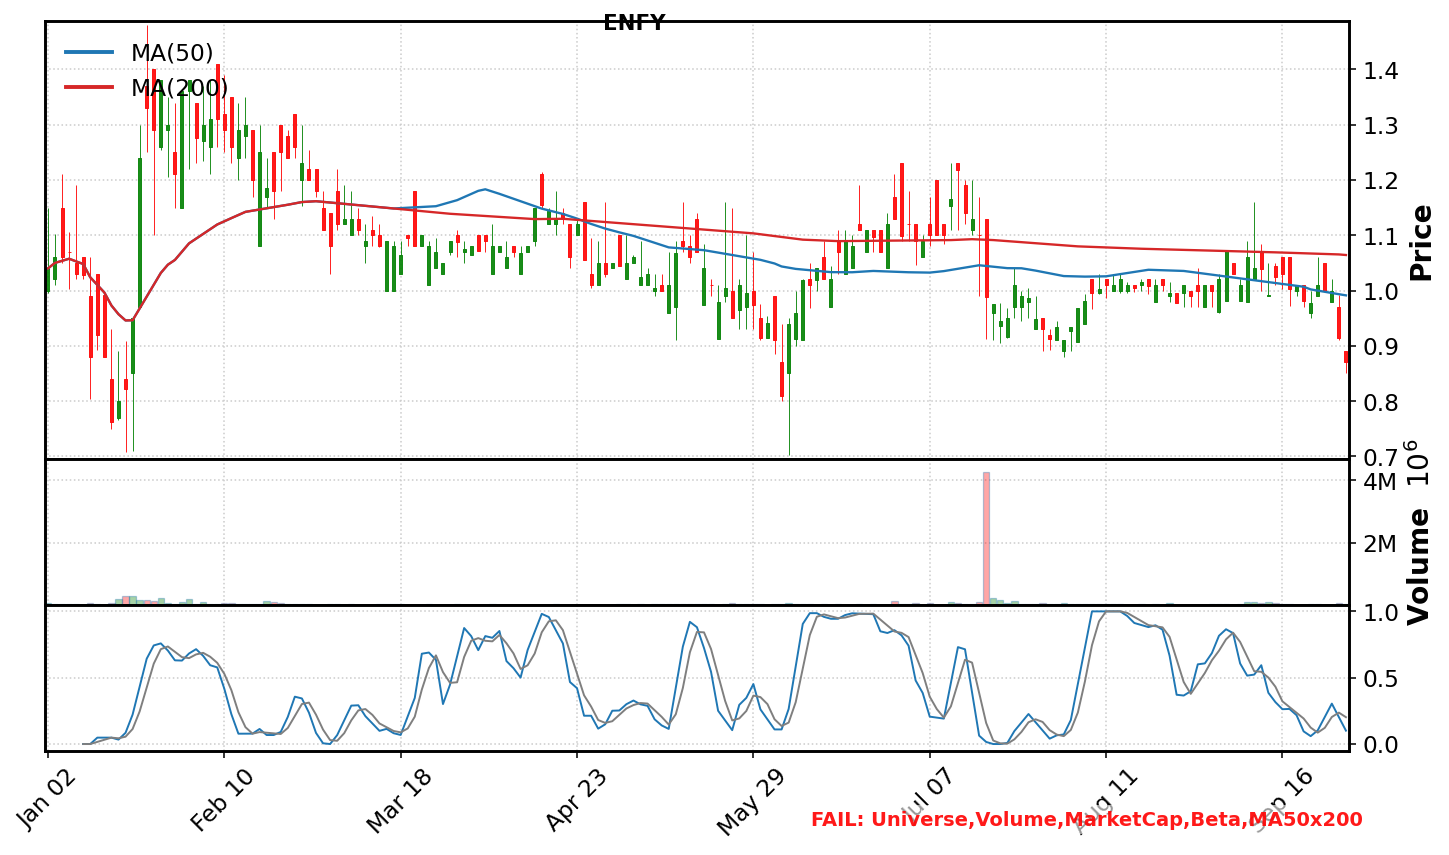 ENFY
MA(50)
MA(200)
1.4
1.3
1.2
1.1
1.0
0.9
0.8
0.7
Price
10^6
4M
2M
Volume
1.0
0.5
0.0
Jan 02
Feb 10
Mar 18
Apr 23
May 29
Jul 07
Aug 11
Sep 16
FAIL: Universe,Volume,MarketCap,Beta,MA50x200